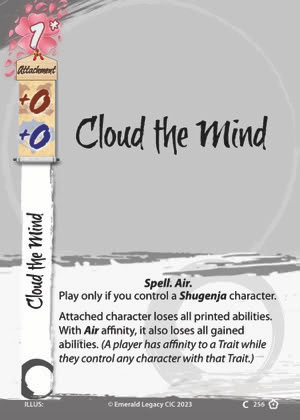 1
Attachment
+0
+0
Cloud the Mind
Cloud the Mind
Spell. Air.
Play only if you control a Shugenja character.
Attached character loses all printed abilities.
With Air affinity, it also loses all gained
abilities. (A player has affinity to a Trait while
they control any character with that Trait.)
ILLUS: © Emerald Legacy CIC 2023 C 256